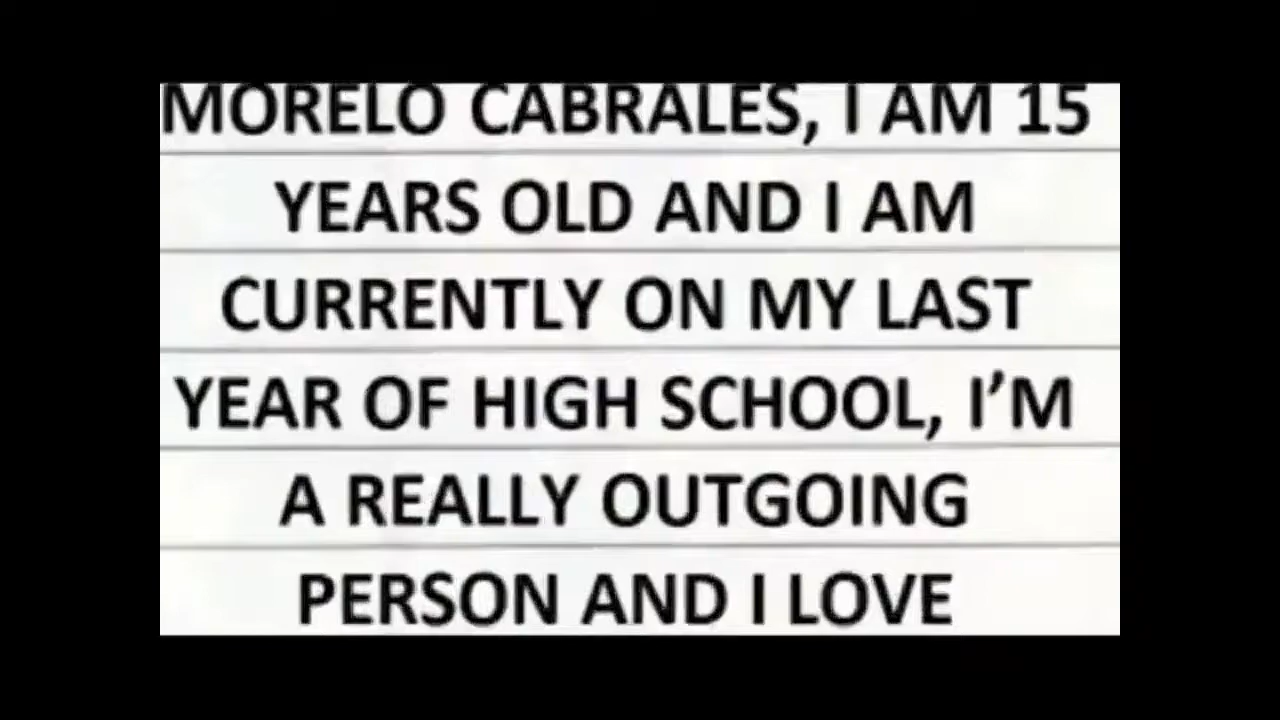 MORELO CABRALES, I AM 15
YEARS OLD AND I AM
CURRENTLY ON MY LAST
YEAR OF HIGH SCHOOL, I’M
A REALLY OUTGOING
PERSON AND I LOVE